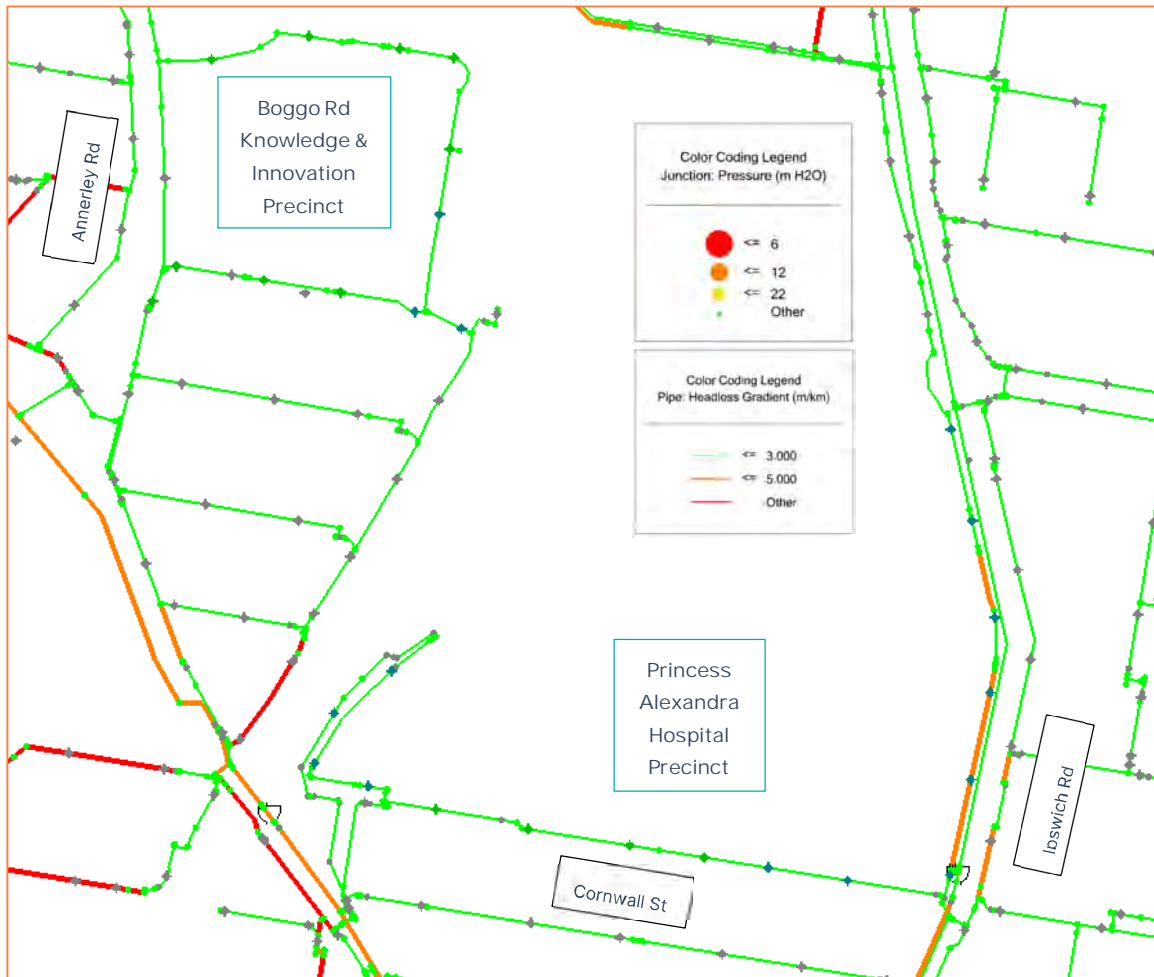 Boggo Rd
Knowledge &
Innovation
Precinct
Annerley Rd
Color Coding Legend
Junction: Pressure (m H2O)
<= 6
<= 12
<= 22
Other
Color Coding Legend
Pipe: Headloss Gradient (m/km)
<= 3.000
<= 5.000
Other
Princess
Alexandra
Hospital
Precinct
Ipswich Rd
Cornwall St